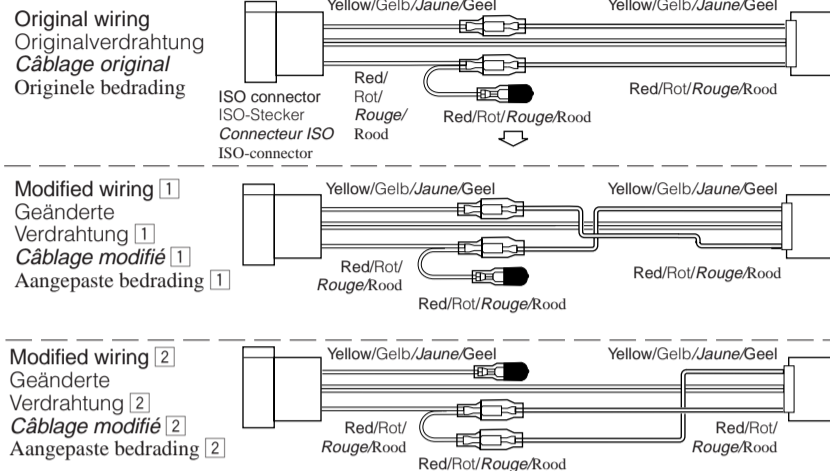 Yellow/Gelb/Jaune/Geel
Yellow/Gelb/Jaune/Geel
Original wiring
Originalverdrahtung
Câblage original
Originele bedrading
ISO connector
ISO-Stecker
Connecteur ISO
ISO-connector
Red/
Rot/
Rouge/
Rood
Red/Rot/Rouge/Rood
Red/Rot/Rouge/Rood
Modified wiring 1
Geänderte
Verdrahtung 1
Câblage modifié 1
Aangepaste bedrading 1
Yellow/Gelb/Jaune/Geel
Yellow/Gelb/Jaune/Geel
Red/Rot/
Rouge/Rood
Red/Rot/Rouge/Rood
Red/Rot/Rouge/Rood
Modified wiring 2
Geänderte
Verdrahtung 2
Câblage modifié 2
Aangepaste bedrading 2
Yellow/Gelb/Jaune/Geel
Yellow/Gelb/Jaune/Geel
Red/Rot/
Rouge/Rood
Red/Rot/Rouge/Rood
Red/Rot/
Rouge/Rood